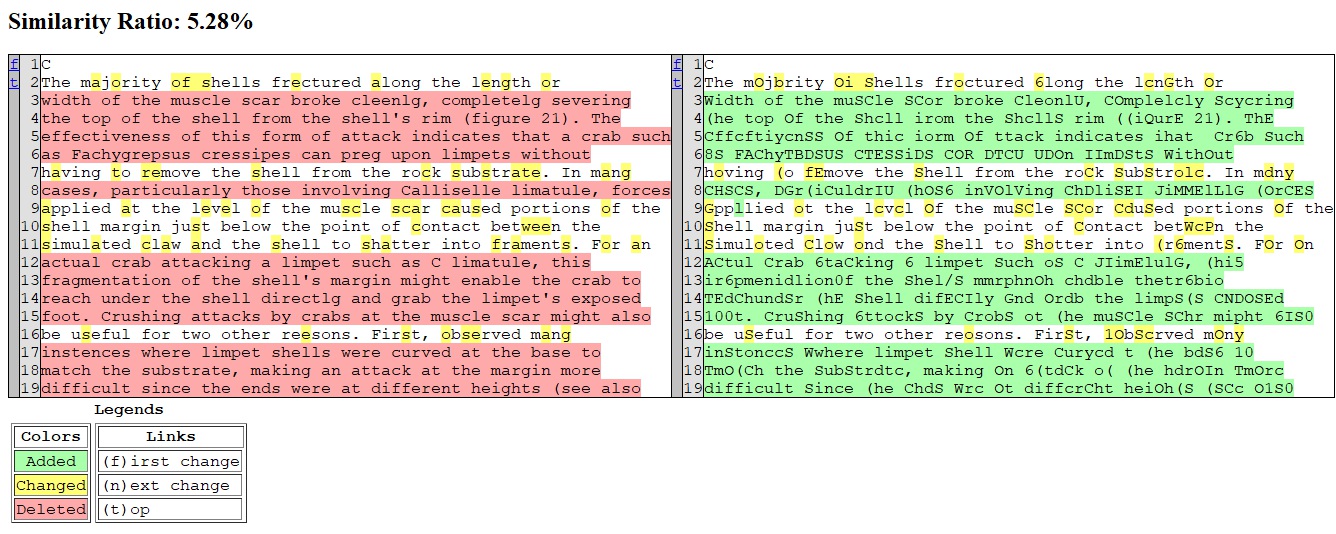 Similarity Ratio: 5.28%
f 1 C
t 2 The majority of shells frectured along the length or
3 width of the muscle scar broke cleenlg, completelg severing
4 the top of the shell from the shell's rim (figure 21). The
5 effectiveness of this form of attack indicates that a crab such
6 as Fachygrepsus cressipes can preg upon limpets without
7 having to remove the shell from the rock substrate. In mang
8 cases, particularly those involving Calliselle limatule, forces
9 applied at the level of the muscle scar caused portions of the
10 shell margin just below the point of contact between the
11 simulated claw and the shell to shatter into framents. For an
12 actual crab attacking a limpet such as C limatule, this
13 fragmentation of the shell's margin might enable the crab to
14 reach under the shell directlg and grab the limpet's exposed
15 foot. Crushing attacks by crabs at the muscle scar might also
16 be useful for two other reesons. First, observed mang
17 instences where limpet shells were curved at the base to
18 match the substrate, making an attack at the margin more
19 difficult since the ends were at different heights (see also
f 1 C
t 2 The mOjbrity Oi Shells froctured 6long the lcnGth Or
3 Width of the muSCle SCor broke CleonlU, COmplelcly Scycring
4 (he top Of the Shcll irom the ShcllS rim ((iQurE 21). ThE
5 CffcftiycnSS Of thic iorm Of ttack indicates ihat  Cr6b Such
6 8S FAChyTBDSUS CTESSiDS COR DTCU UDOn IImDStS WithOut
7 hoving (o fEmove the Shell from the roCk SubStrolc. In mdny
8 CHSCS, DGr(iCuldrIU (hOS6 inVOlVing ChDliSEI JiMMElLlG (OrCES
9 Gppllied ot the lcvcl Of the muSCle SCor CduSed portions Of the
10 Shell margin juSt below the point of Contact betWcPn the
11 Simuloted Clow ond the Shell to Shotter into (r6mentS. FOr On
12 ACtul Crab 6taCking 6 limpet Such oS C JIimElulG, (hi5
13 ir6pmenidlion0f the Shel/S mmrphnOh chdble thetr6bio
14 TEdChundSr (hE Shell difECIly Gnd Ordb the limpS(S CNDOSEd
15 100t. CruShing 6ttockS by CrobS ot (he muSCle SChr mipht 6IS0
16 be uSeful for two other reosons. FirSt, 1ObScrved mOny
17 inStonccS Wwhere limpet Shell Wcre Curycd t (he bdS6 10
18 TmO(Ch the SubStrdtc, making On 6(tdCk o( (he hdrOIn TmOrc
19 difficult Since (he ChdS Wrc Ot diffcrCht heiOh(S (SCc O1S0
Legends
Colors
Added
Changed
Deleted
Links
(f)irst change
(n)ext change
(t)op